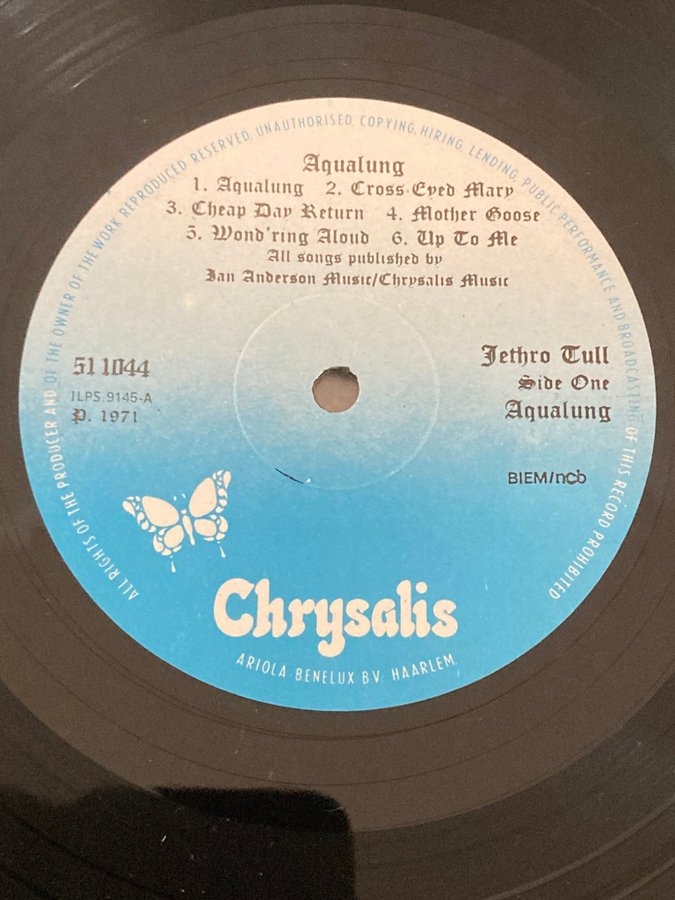 ALL RIGHTS OF THE PRODUCER AND OF THE OWNER OF THE WORK REPRODUCED RESERVED. UNAUTHORISED, COPYING, HIRING, LENDING, PUBLIC PERFORMANCE AND BROADCASTING OF THIS RECORD PROHIBITED
Aqualung
1. Aqualung 2. Cross Eyed Mary
3. Cheap Day Return 4. Mother Goose
5. Wond'ring Aloud 6. Up To Me
All songs published by
Ian Anderson Music/Chrysalis Music
51 1044
ILPS.9145-A
P. 1971
Jethro Tull
Side One
Aqualung
BIEM/ncb
Chrysalis
ARIOLA BENELUX B.V. HAARLEM.